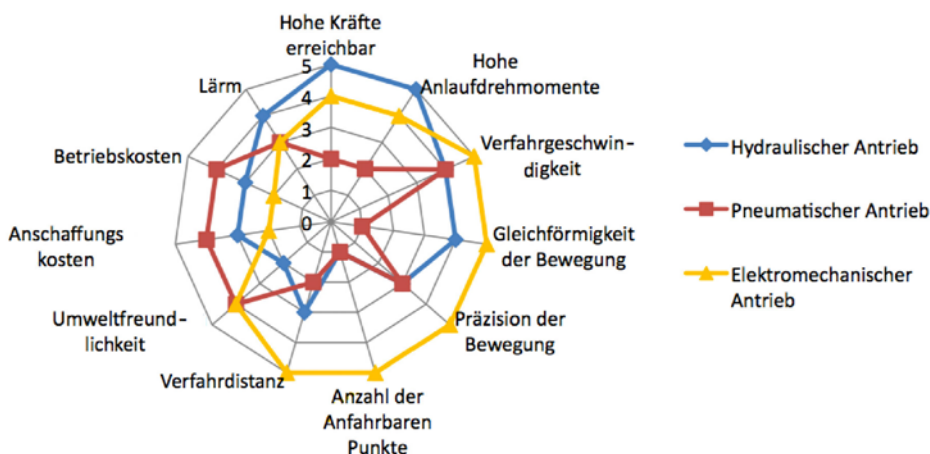 Hohe Kräfte
erreichbar
Hohe
Anlaufdrehmomente
Verfahrgeschwin-
digkeit
Gleichförmigkeit
der Bewegung
Präzision der
Bewegung
Anzahl der
Anfahrbaren
Punkte
Verfahrdistanz
Umweltfreund-
lichkeit
Anschaffungs
kosten
Betriebskosten
Lärm
5
4
3
2
1
0
Hydraulischer Antrieb
Pneumatischer Antrieb
Elektromechanischer
Antrieb